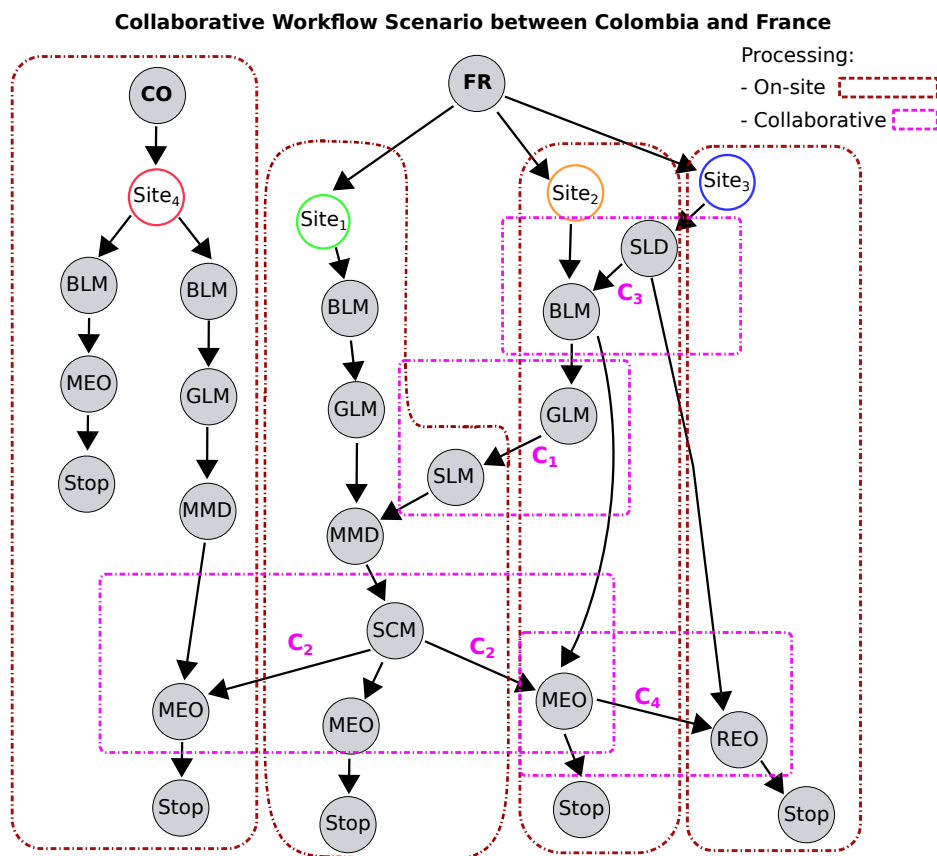 Collaborative Workflow Scenario between Colombia and France
Processing:
- On-site
- Collaborative
CO
FR
Site₄
Site₁
Site₂
Site₃
BLM
BLM
BLM
SLD
C₃
BLM
MEO
GLM
GLM
GLM
C₁
Stop
SLM
MMD
MMD
SCM
C₂
C₂
MEO
MEO
MEO
C₄
REO
Stop
Stop
Stop
Stop